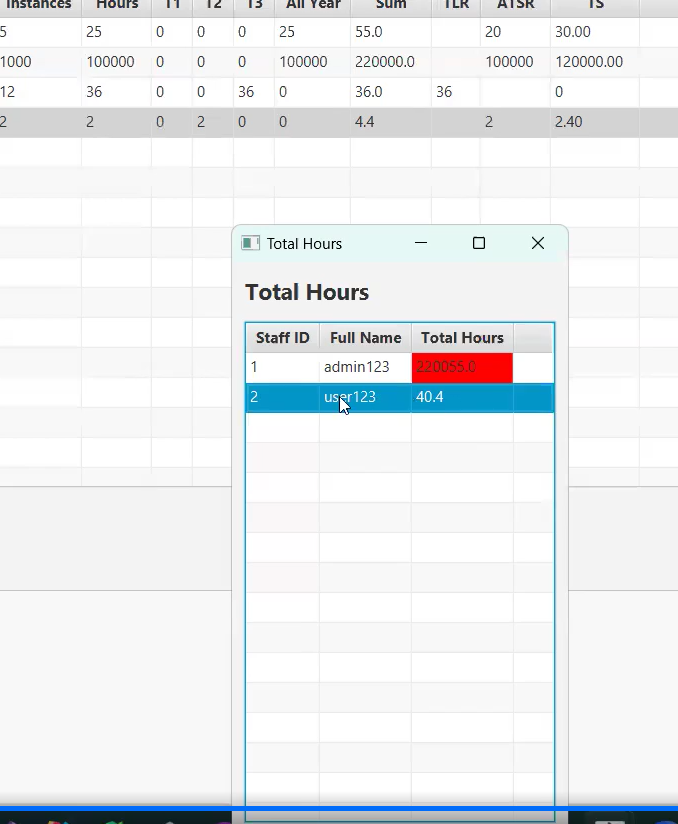 Instances Hours T1 T2 T3 All Year Sum TLR ATSR TS
5 25 0 0 0 25 55.0 20 30.00
1000 100000 0 0 0 100000 220000.0 100000 120000.00
12 36 0 0 36 0 36.0 36 0
2 2 0 2 0 0 4.4 2 2.40
Total Hours
Total Hours
Staff ID Full Name Total Hours
1 admin123 220055.0
2 user123 40.4